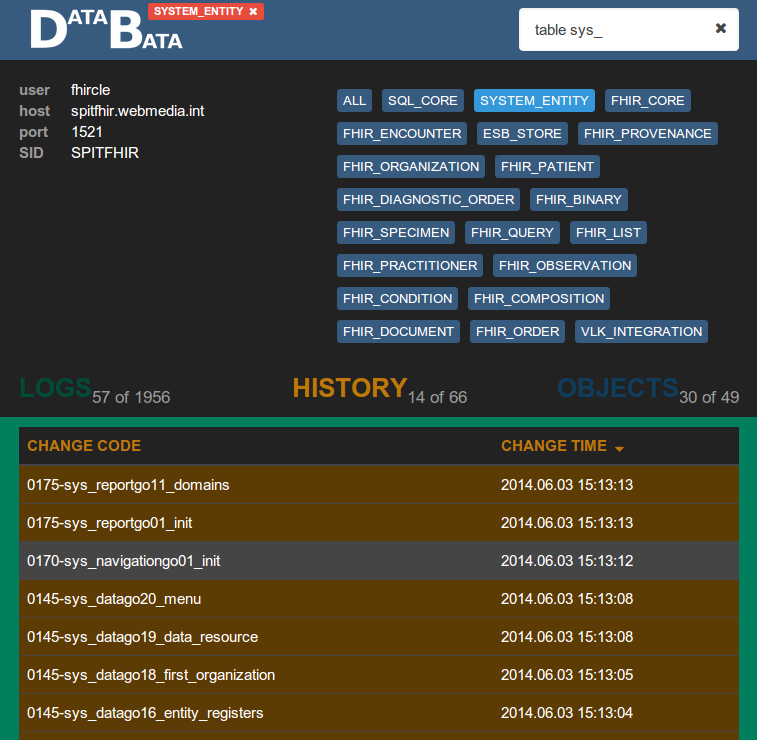 DATA BATA
SYSTEM_ENTITY ✖
table sys_ ✖
user fhircle
host spitfhir.webmedia.int
port 1521
SID SPITFHIR
ALL SQL_CORE SYSTEM_ENTITY FHIR_CORE
FHIR_ENCOUNTER ESB_STORE FHIR_PROVENANCE
FHIR_ORGANIZATION FHIR_PATIENT
FHIR_DIAGNOSTIC_ORDER FHIR_BINARY
FHIR_SPECIMEN FHIR_QUERY FHIR_LIST
FHIR_PRACTITIONER FHIR_OBSERVATION
FHIR_CONDITION FHIR_COMPOSITION
FHIR_DOCUMENT FHIR_ORDER VLK_INTEGRATION
LOGS 57 of 1956 HISTORY 14 of 66 OBJECTS 30 of 49
CHANGE CODE CHANGE TIME
0175-sys_reportgo11_domains 2014.06.03 15:13:13
0175-sys_reportgo01_init 2014.06.03 15:13:13
0170-sys_navigationgo01_init 2014.06.03 15:13:12
0145-sys_datago20_menu 2014.06.03 15:13:08
0145-sys_datago19_data_resource 2014.06.03 15:13:08
0145-sys_datago18_first_organization 2014.06.03 15:13:05
0145-sys_datago16_entity_registers 2014.06.03 15:13:04